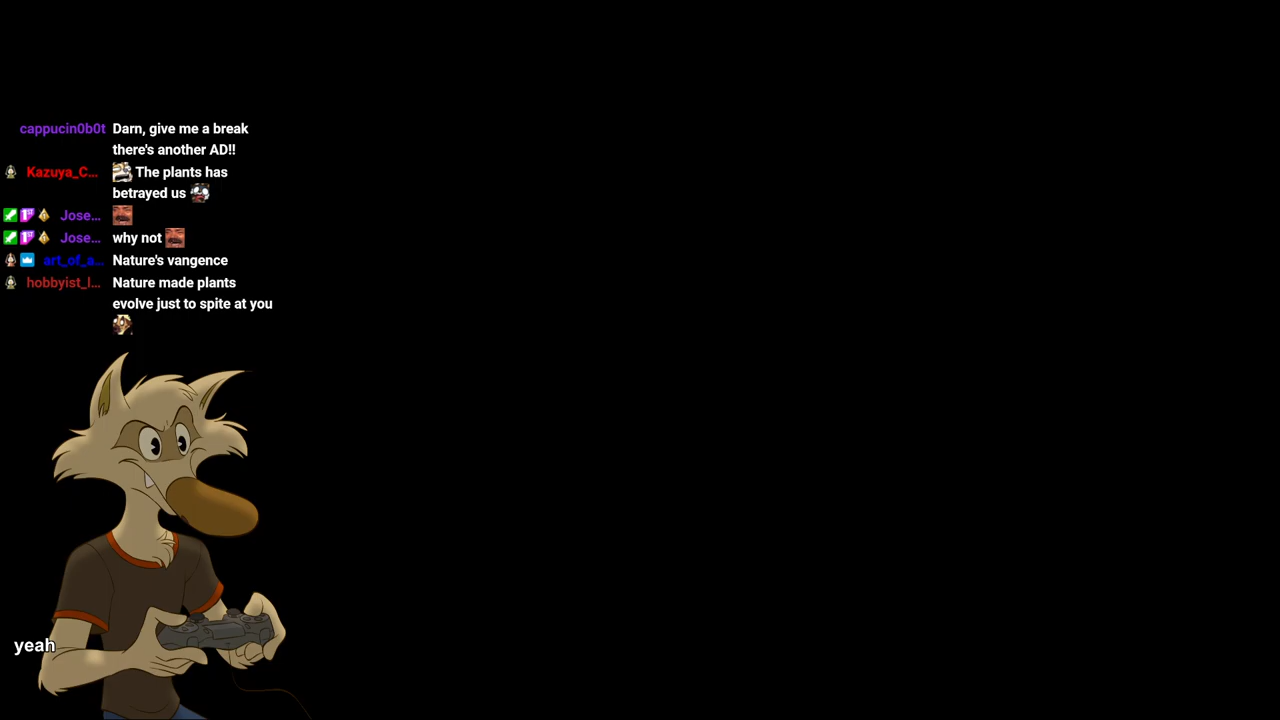 cappucin0b0t Darn, give me a break
there's another AD!!
Kazuya_C... The plants has
betrayed us
Jose...
Jose... why not
art_of_a... Nature's vangence
hobbyist_l... Nature made plants
evolve just to spite at you
yeah